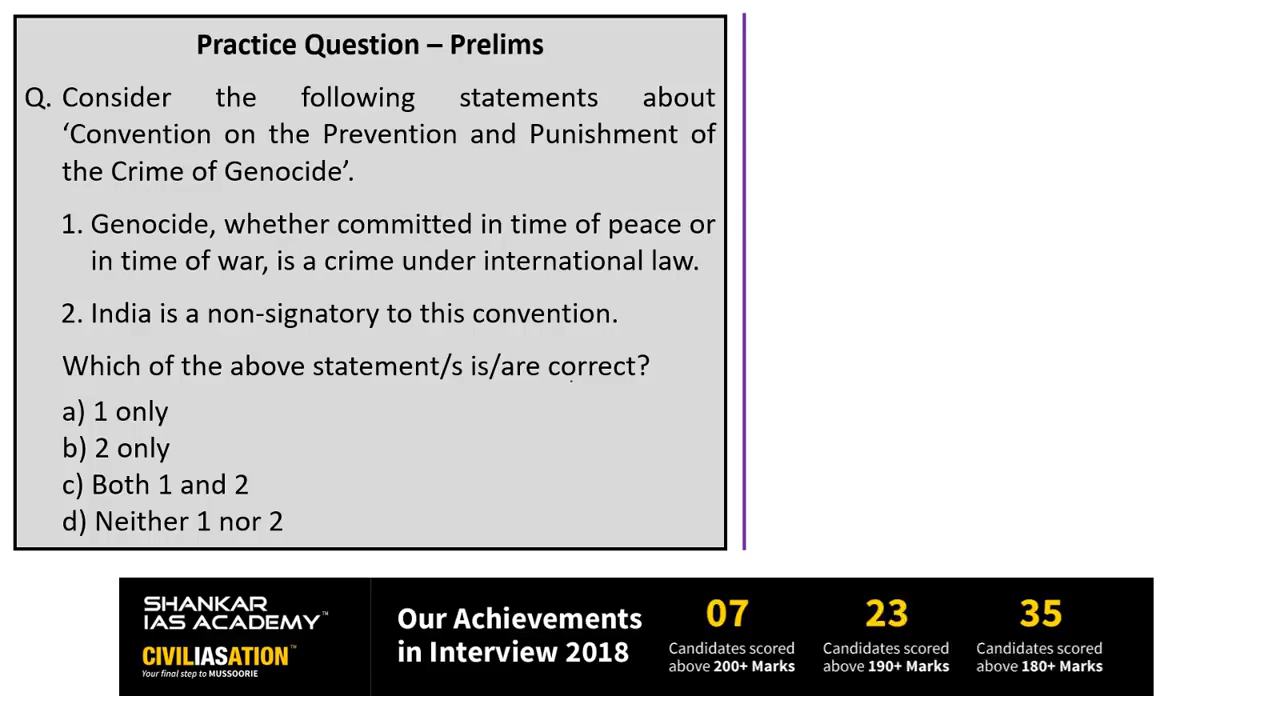 Practice Question – Prelims
Q. Consider the following statements about
‘Convention on the Prevention and Punishment of
the Crime of Genocide’.
1. Genocide, whether committed in time of peace or
in time of war, is a crime under international law.
2. India is a non-signatory to this convention.
Which of the above statement/s is/are correct?
a) 1 only
b) 2 only
c) Both 1 and 2
d) Neither 1 nor 2
SHANKAR
IAS ACADEMY™
CIVILIASATION™
Your final step to MUSSOORIE
Our Achievements
in Interview 2018
07
Candidates scored
above 200+ Marks
23
Candidates scored
above 190+ Marks
35
Candidates scored
above 180+ Marks